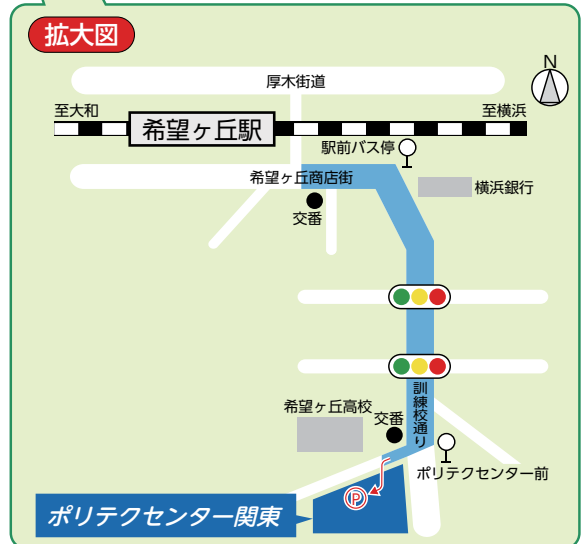 拡大図
N
厚木街道
至大和
希望ヶ丘駅
至横浜
駅前バス停
希望ヶ丘商店街
横浜銀行
交番
訓練校通り
希望ヶ丘高校
交番
ポリテクセンター前
P
ポリテクセンター関東